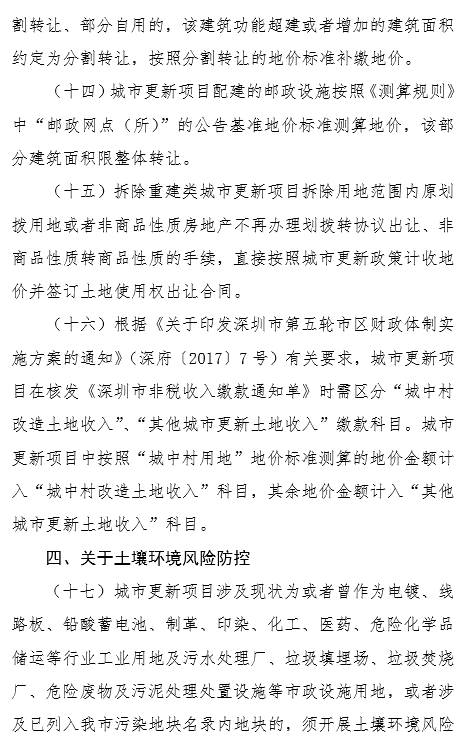 割转让、部分自用的，该建筑功能超建或者增加的建筑面积
约定为分割转让，按照分割转让的地价标准补缴地价。
（十四）城市更新项目配建的邮政设施按照《测算规则》
中“邮政网点（所）”的公告基准地价标准测算地价，该部
分建筑面积限整体转让。
（十五）拆除重建类城市更新项目拆除用地范围内原划
拨用地或者非商品性质房地产不再办理划拨转协议出让、非
商品性质转商品性质的手续，直接按照城市更新政策计收地
价并签订土地使用权出让合同。
（十六）根据《关于印发深圳市第五轮市区财政体制实
施方案的通知》（深府〔2017〕7号）有关要求，城市更新项
目在核发《深圳市非税收入缴款通知单》时需区分“城中村
改造土地收入”、“其他城市更新土地收入”缴款科目。城市
更新项目中按照“城中村用地”地价标准测算的地价金额计
入“城中村改造土地收入”科目，其余地价金额计入“其他
城市更新土地收入”科目。
四、关于土壤环境风险防控
（十七）城市更新项目涉及现状为或者曾作为电镀、线
路板、铅酸蓄电池、制革、印染、化工、医药、危险化学品
储运等行业工业用地及污水处理厂、垃圾填埋场、垃圾焚烧
厂、危险废物及污泥处理处置设施等市政设施用地，或者涉
及已列入我市污染地块名录内地块的，须开展土壤环境风险